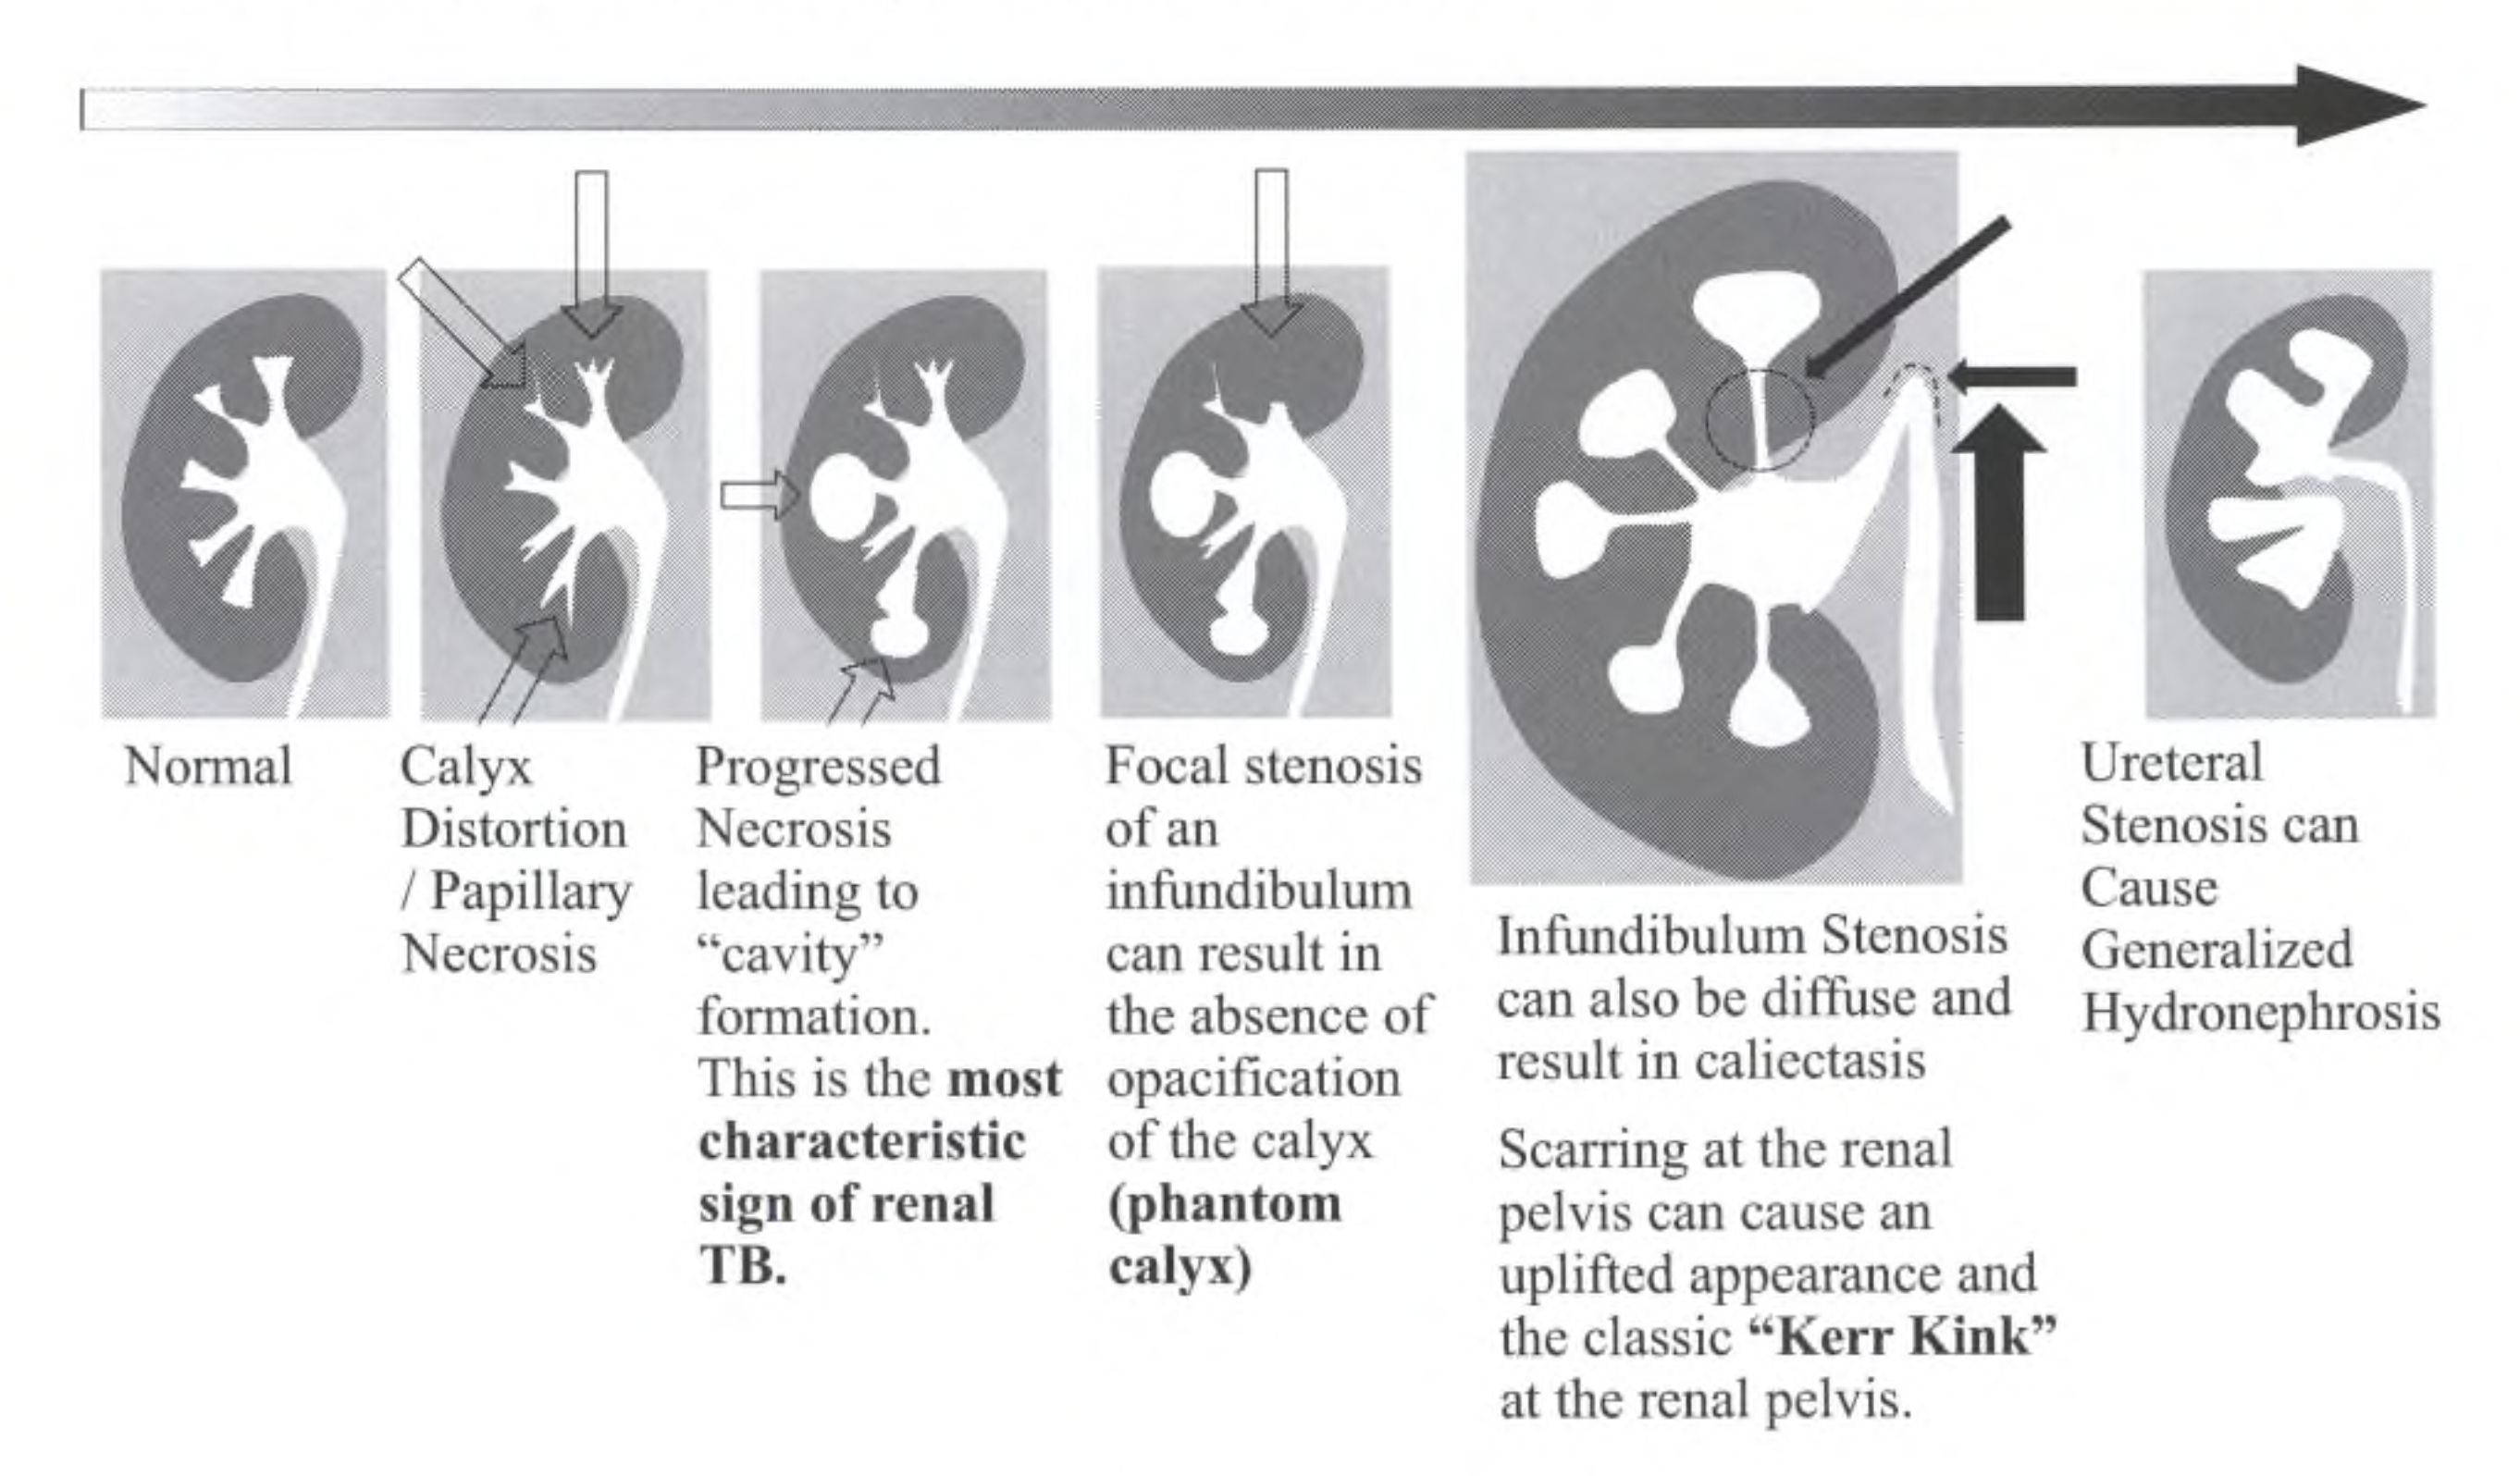 Normal
Calyx
Distortion
/ Papillary
Necrosis
Progressed
Necrosis
leading to
“cavity”
formation.
This is the most
characteristic
sign of renal
TB.
Focal stenosis
of an
infundibulum
can result in
the absence of
opacification
of the calyx
(phantom
calyx)
Infundibulum Stenosis
can also be diffuse and
result in caliectasis
Scarring at the renal
pelvis can cause an
uplifted appearance and
the classic “Kerr Kink”
at the renal pelvis.
Ureteral
Stenosis can
Cause
Generalized
Hydronephrosis